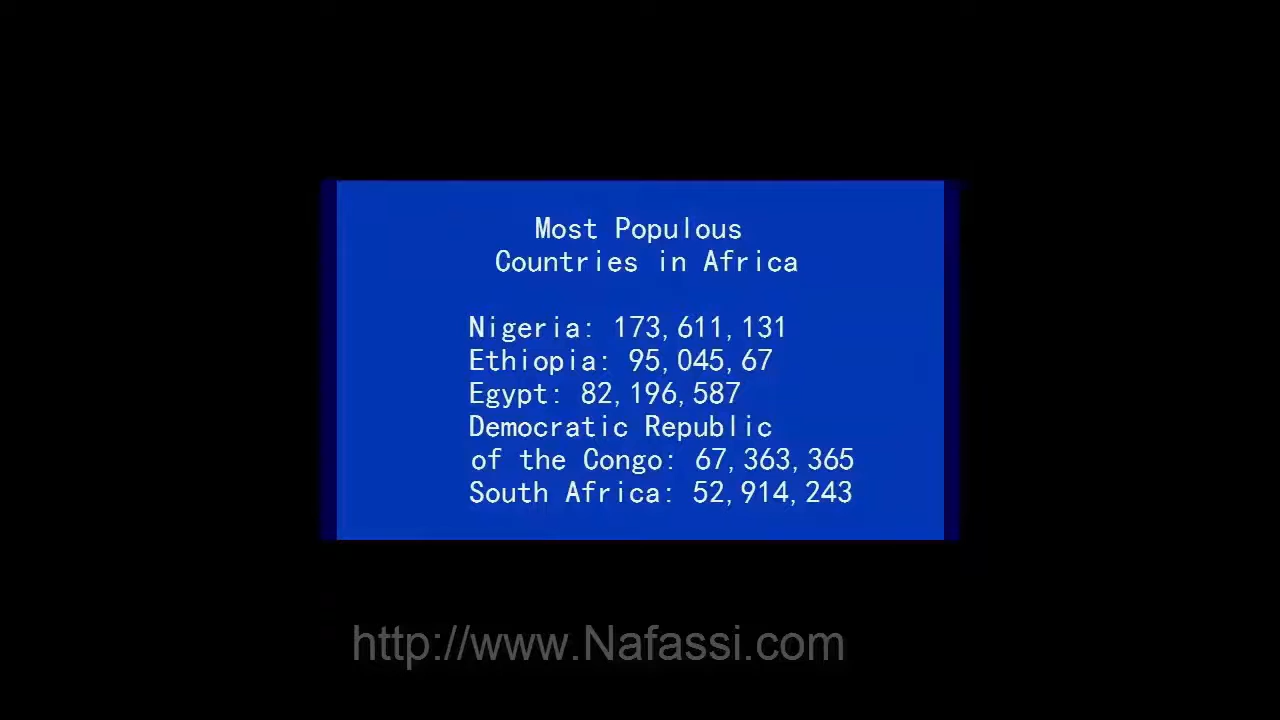 Most Populous
Countries in Africa
Nigeria: 173,611,131
Ethiopia: 95,045,67
Egypt: 82,196,587
Democratic Republic
of the Congo: 67,363,365
South Africa: 52,914,243
http://www.Nafassi.com